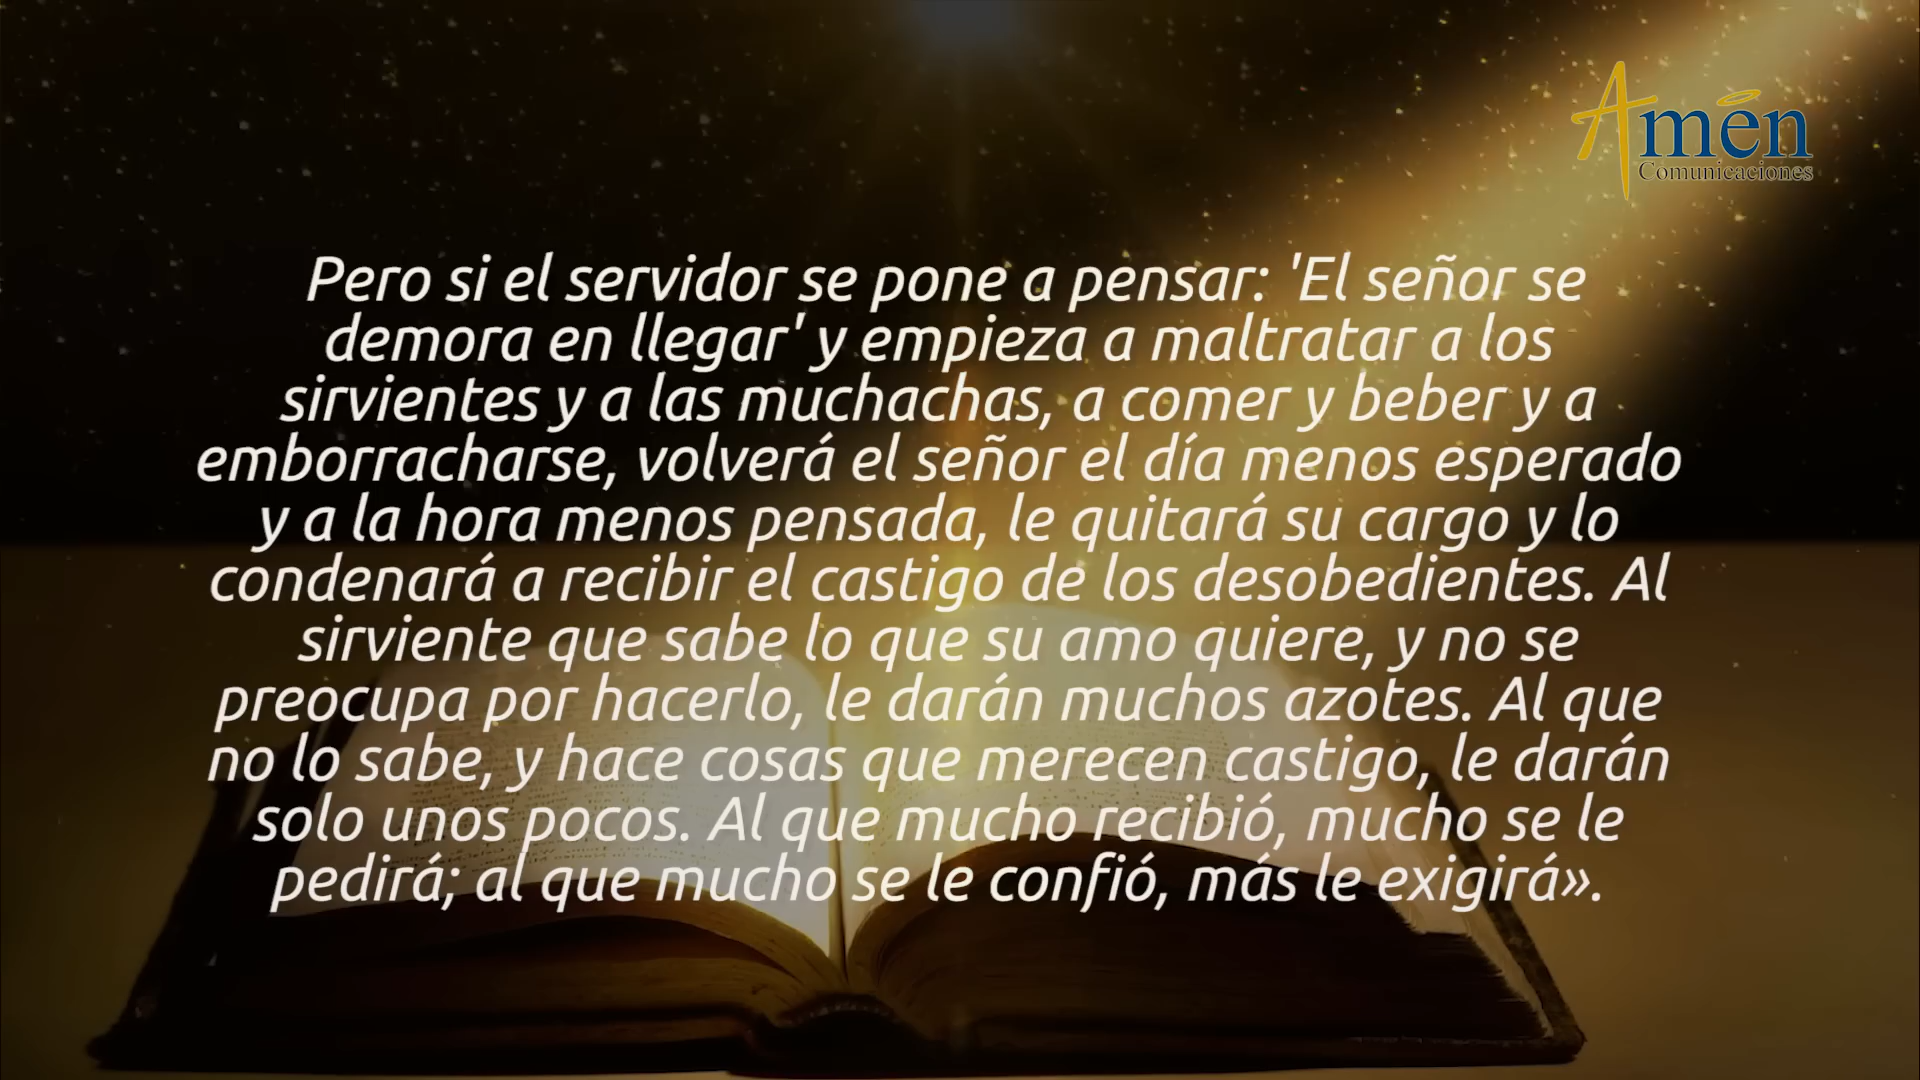 Amén
Comunicaciones
Pero si el servidor se pone a pensar: 'El señor se
demora en llegar' y empieza a maltratar a los
sirvientes y a las muchachas, a comer y beber y a
emborracharse, volverá el señor el día menos esperado
y a la hora menos pensada, le quitará su cargo y lo
condenará a recibir el castigo de los desobedientes. Al
sirviente que sabe lo que su amo quiere, y no se
preocupa por hacerlo, le darán muchos azotes. Al que
no lo sabe, y hace cosas que merecen castigo, le darán
solo unos pocos. Al que mucho recibió, mucho se le
pedirá; al que mucho se le confió, más le exigirá».